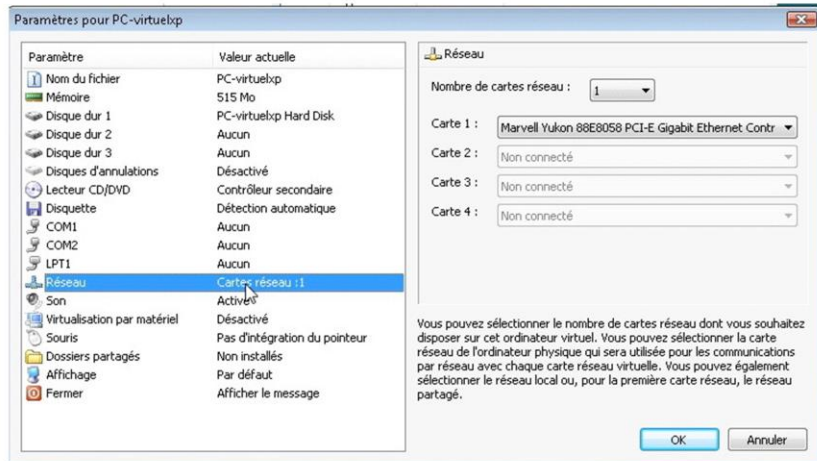 Paramètres pour PC-virtuelxp
Paramètre Valeur actuelle
Nom du fichier PC-virtuelxp
Mémoire 515 Mo
Disque dur 1 PC-virtuelxp Hard Disk
Disque dur 2 Aucun
Disque dur 3 Aucun
Disques d'annulations Désactivé
Lecteur CD/DVD Contrôleur secondaire
Disquette Détection automatique
COM1 Aucun
COM2 Aucun
LPT1 Aucun
Réseau Cartes réseau :1
Son Activé
Virtualisation par matériel Désactivé
Souris Pas d'intégration du pointeur
Dossiers partagés Non installés
Affichage Par défaut
Fermer Afficher le message
Réseau
Nombre de cartes réseau : 1
Carte 1 : Marvell Yukon 88E8058 PCI-E Gigabit Ethernet Contr
Carte 2 : Non connecté
Carte 3 : Non connecté
Carte 4 : Non connecté
Vous pouvez sélectionner le nombre de cartes réseau dont vous souhaitez
disposer sur cet ordinateur virtuel. Vous pouvez sélectionner la carte
réseau de l'ordinateur physique qui sera utilisée pour les communications
par réseau avec chaque carte réseau virtuelle. Vous pouvez également
sélectionner le réseau local ou, pour la première carte réseau, le réseau
partagé.
OK Annuler